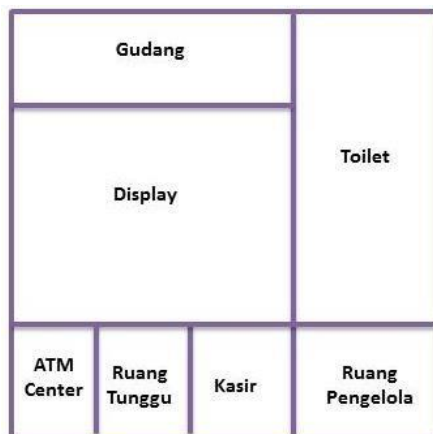 Gudang
Toilet
Display
ATM
Center
Ruang
Tunggu
Kasir
Ruang
Pengelola